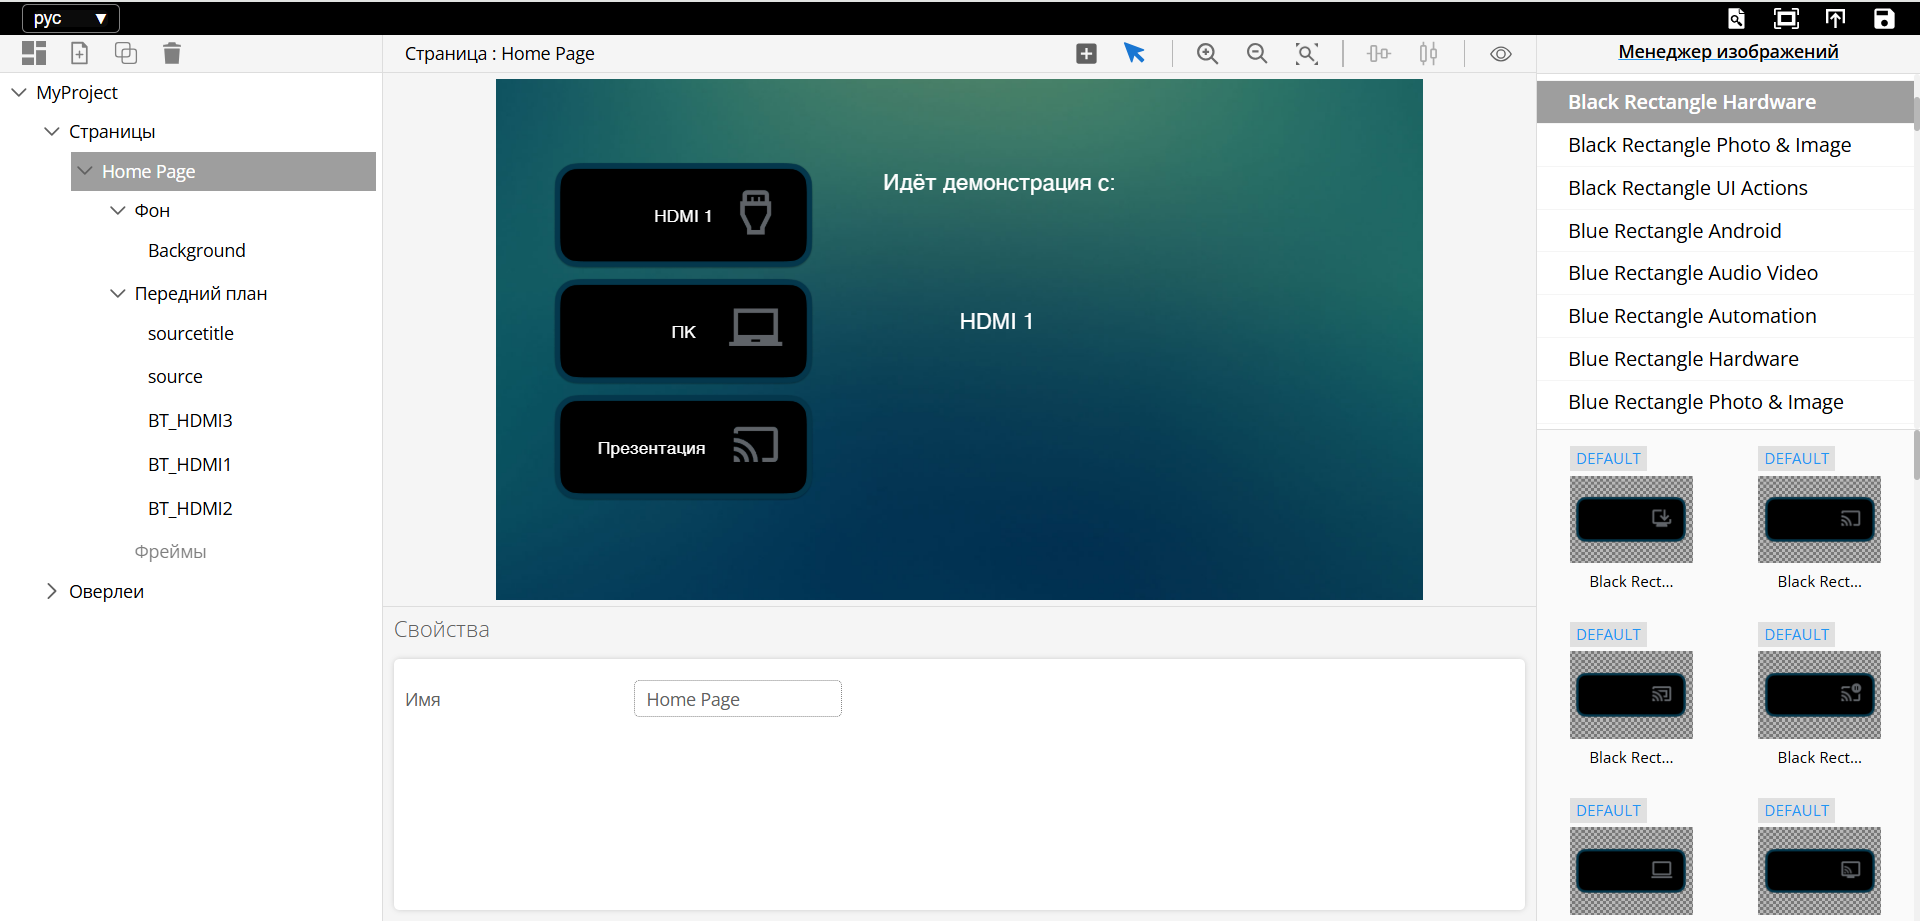 рус
Страница : Home Page
Менеджер изображений
MyProject
Страницы
Home Page
Фон
Background
Передний план
sourcetitle
source
BT_HDMI3
BT_HDMI1
BT_HDMI2
Фреймы
Оверлеи
HDMI 1
ПК
Презентация
Идёт демонстрация с:
HDMI 1
Свойства
Имя
Home Page
Black Rectangle Hardware
Black Rectangle Photo & Image
Black Rectangle UI Actions
Blue Rectangle Android
Blue Rectangle Audio Video
Blue Rectangle Automation
Blue Rectangle Hardware
Blue Rectangle Photo & Image
DEFAULT
DEFAULT
Black Rect...
Black Rect...
DEFAULT
DEFAULT
Black Rect...
Black Rect...
DEFAULT
DEFAULT